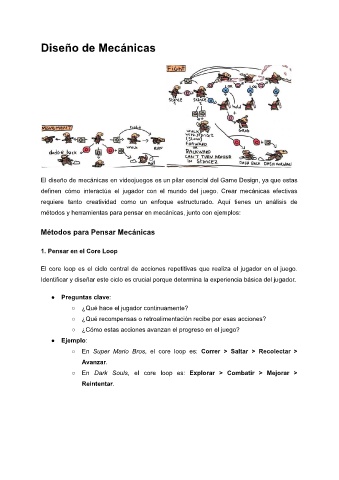 Diseño de Mecánicas
FIGHT
STANCE
MOVEMENT
El diseño de mecánicas en videojuegos es un pilar esencial del Game Design, ya que estas
definen cómo interactúa el jugador con el mundo del juego. Crear mecánicas efectivas
requiere tanto creatividad como un enfoque estructurado. Aquí tienes un análisis de
métodos y herramientas para pensar en mecánicas, junto con ejemplos:
Métodos para Pensar Mecánicas
1. Pensar en el Core Loop
El core loop es el ciclo central de acciones repetitivas que realiza el jugador en el juego.
Identificar y diseñar este ciclo es crucial porque determina la experiencia básica del jugador.
● Preguntas clave:
○ ¿Qué hace el jugador continuamente?
○ ¿Qué recompensas o retroalimentación recibe por esas acciones?
○ ¿Cómo estas acciones avanzan el progreso en el juego?
● Ejemplo:
○ En Super Mario Bros, el core loop es: Correr > Saltar > Recolectar >
Avanzar.
○ En Dark Souls, el core loop es: Explorar > Combatir > Mejorar >
Reintentar.